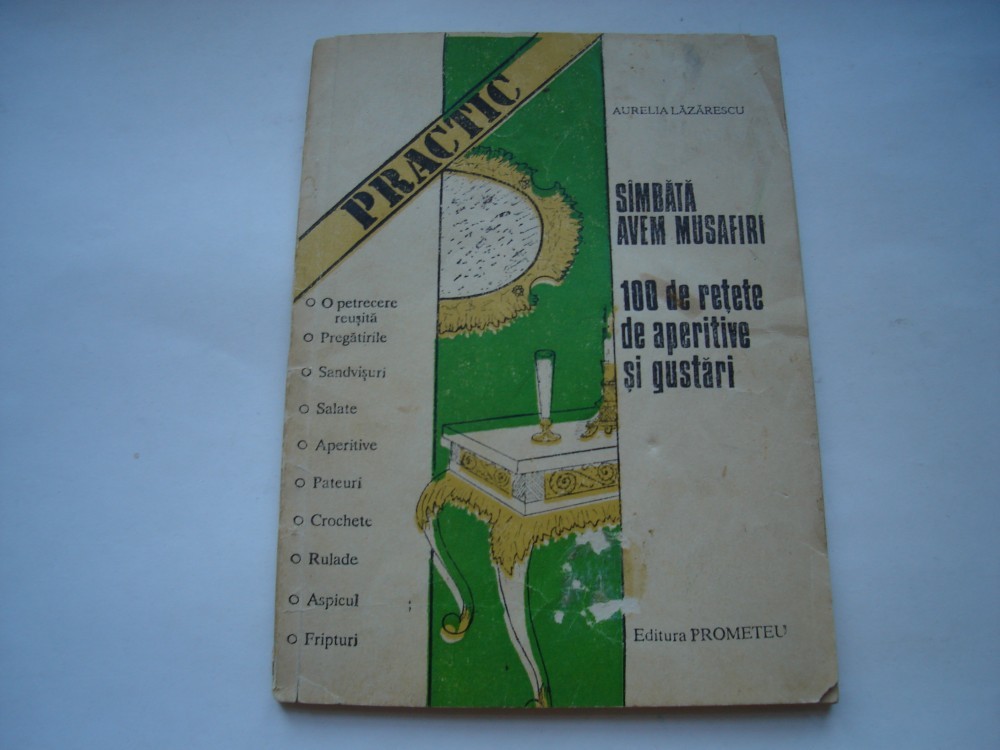 PRACTIC
AURELIA LĂZĂRESCU
SÎMBĂTĂ
AVEM MUSAFIRI
100 de rețete
de aperitive
și gustări
O petrecere
reușită
Pregătirile
Sandvișuri
Salate
Aperitive
Pateuri
Crochete
Rulade
Aspicul
Fripturi
Editura PROMETEU